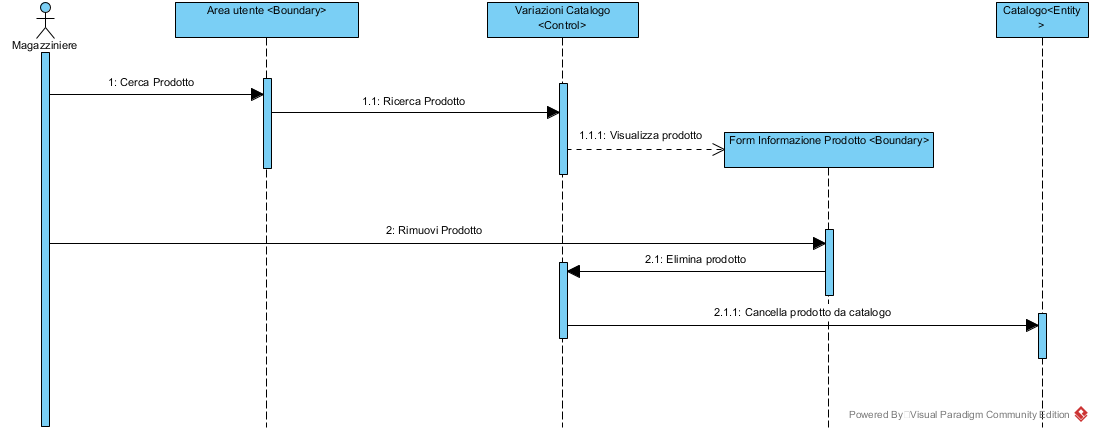 Area utente <Boundary>
Variazioni Catalogo
<Control>
Catalogo<Entity
>
Magazziniere
1: Cerca Prodotto
1.1: Ricerca Prodotto
1.1.1: Visualizza prodotto
Form Informazione Prodotto <Boundary>
2: Rimuovi Prodotto
2.1: Elimina prodotto
2.1.1: Cancella prodotto da catalogo
Powered By Visual Paradigm Community Edition